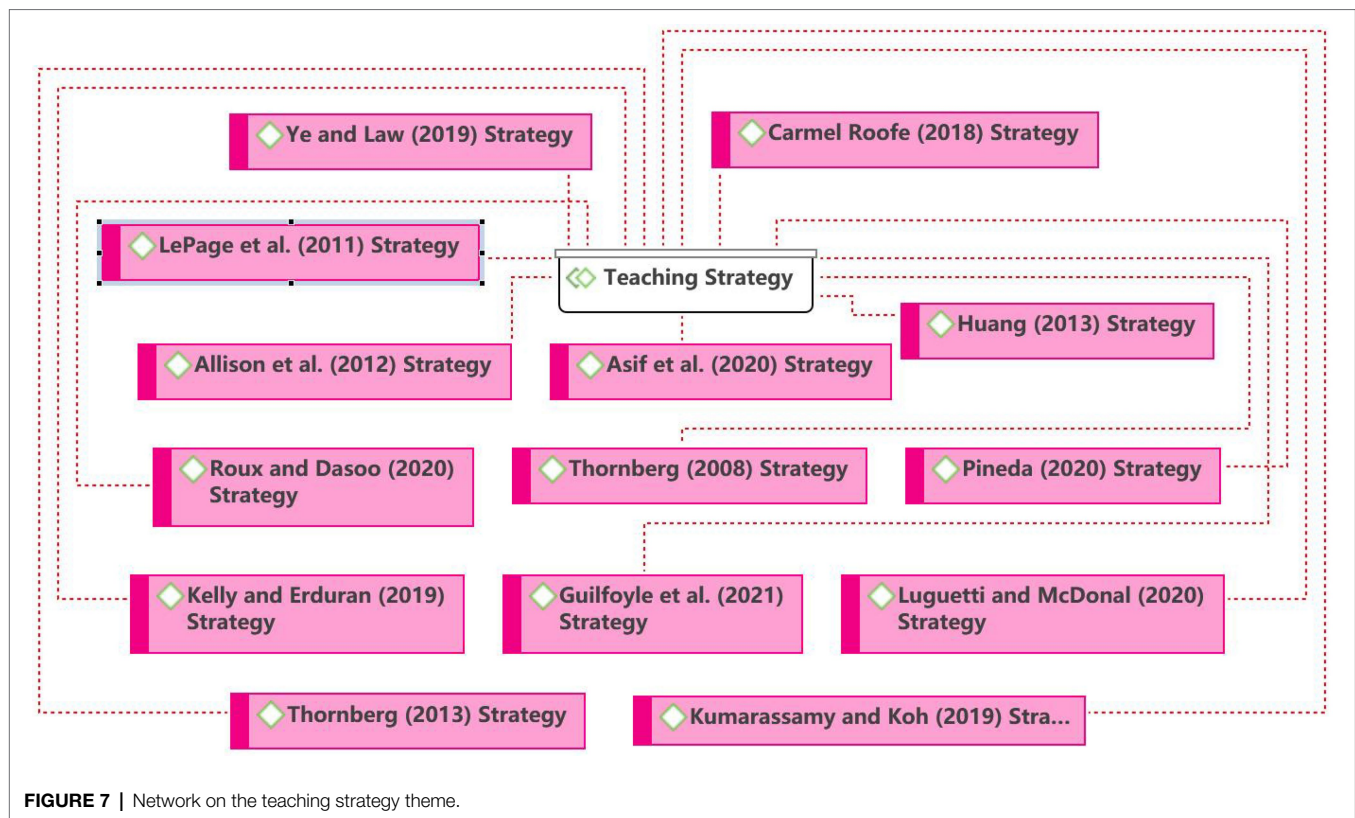 Ye and Law (2019) Strategy
Carmel Roofe (2018) Strategy
LePage et al. (2011) Strategy
Teaching Strategy
Huang (2013) Strategy
Allison et al. (2012) Strategy
Asif et al. (2020) Strategy
Roux and Dasoo (2020)
Strategy
Thornberg (2008) Strategy
Pineda (2020) Strategy
Kelly and Erduran (2019)
Strategy
Guilfoyle et al. (2021)
Strategy
Luguetti and McDonal (2020)
Strategy
Thornberg (2013) Strategy
Kumarassamy and Koh (2019) Stra...
FIGURE 7 | Network on the teaching strategy theme.